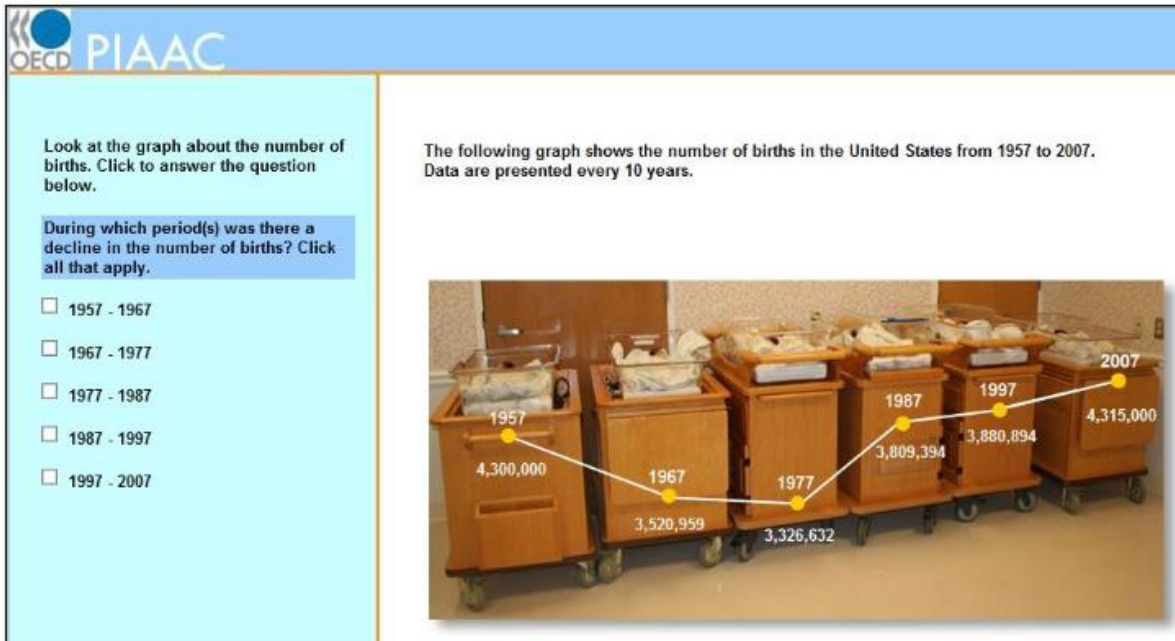 OECD PIAAC
Look at the graph about the number of
births. Click to answer the question
below.
During which period(s) was there a
decline in the number of births? Click
all that apply.
1957 - 1967
1967 - 1977
1977 - 1987
1987 - 1997
1997 - 2007
The following graph shows the number of births in the United States from 1957 to 2007.
Data are presented every 10 years.
1957
4,300,000
1967
3,520,959
1977
3,326,632
1987
3,809,394
1997
3,880,894
2007
4,315,000